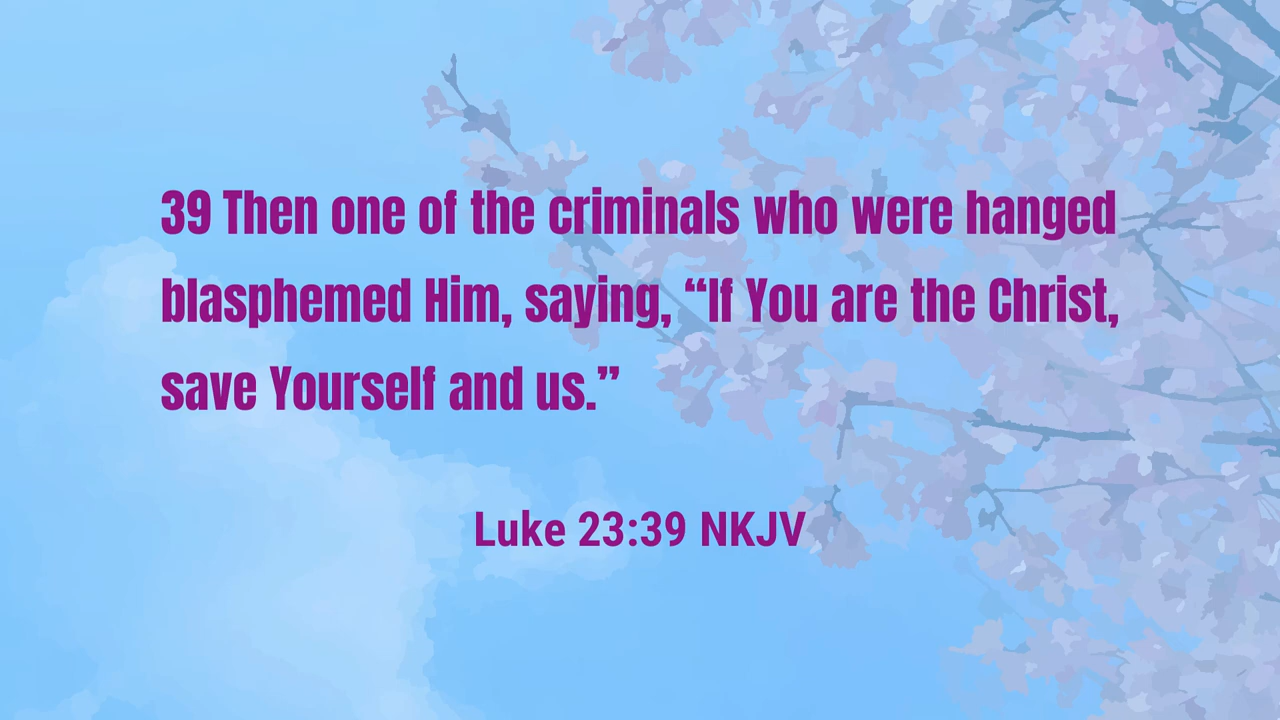 39 Then one of the criminals who were hanged
blasphemed Him, saying, “If You are the Christ,
save Yourself and us.”
Luke 23:39 NKJV